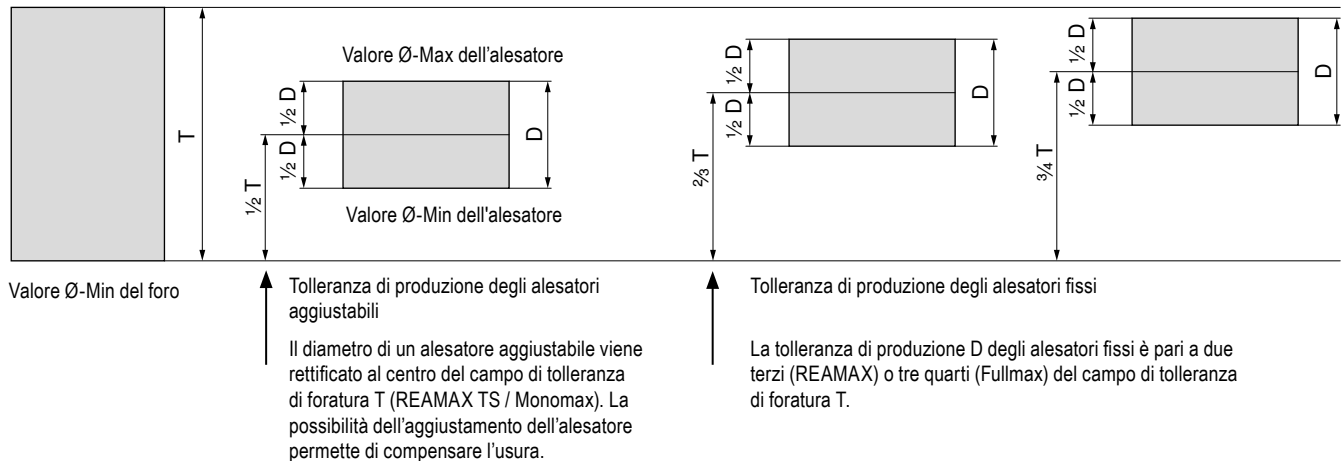 T
½ T
½ D
½ D
D
Valore Ø-Max dell’alesatore
Valore Ø-Min dell'alesatore
⅔ T
½ D
½ D
D
¾ T
½ D
½ D
D
Valore Ø-Min del foro
Tolleranza di produzione degli alesatori
aggiustabili
Il diametro di un alesatore aggiustabile viene
rettificato al centro del campo di tolleranza
di foratura T (REAMAX TS / Monomax). La
possibilità dell’aggiustamento dell’alesatore
permette di compensare l’usura.
Tolleranza di produzione degli alesatori fissi
La tolleranza di produzione D degli alesatori fissi è pari a due
terzi (REAMAX) o tre quarti (Fullmax) del campo di tolleranza
di foratura T.